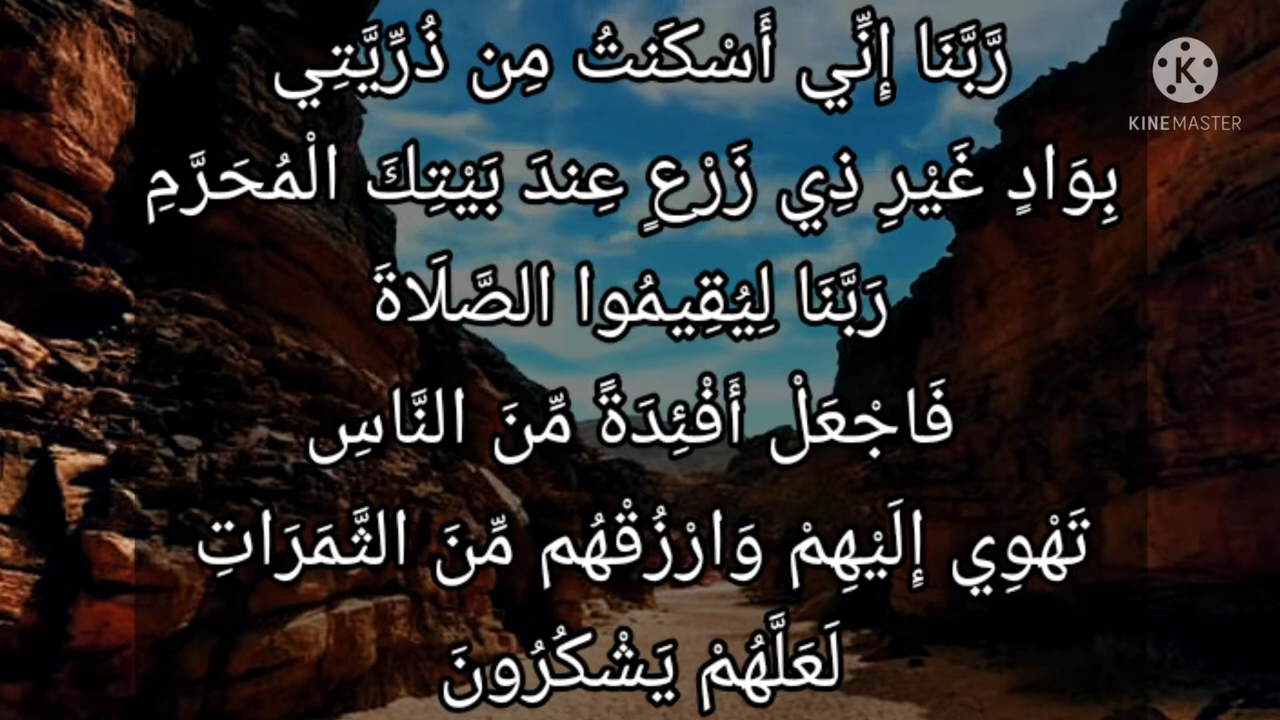 رَّبَّنَا إِنِّي أَسْكَنتُ مِن ذُرِّيَّتِي
KINEMASTER
بِوَادٍ غَيْرِ ذِي زَرْعٍ عِندَ بَيْتِكَ الْمُحَرَّمِ
رَبَّنَا لِيُقِيمُوا الصَّلَاةَ
فَاجْعَلْ أَفْئِدَةً مِّنَ النَّاسِ
تَهْوِي إِلَيْهِمْ وَارْزُقْهُم مِّنَ الثَّمَرَاتِ
لَعَلَّهُمْ يَشْكُرُونَ